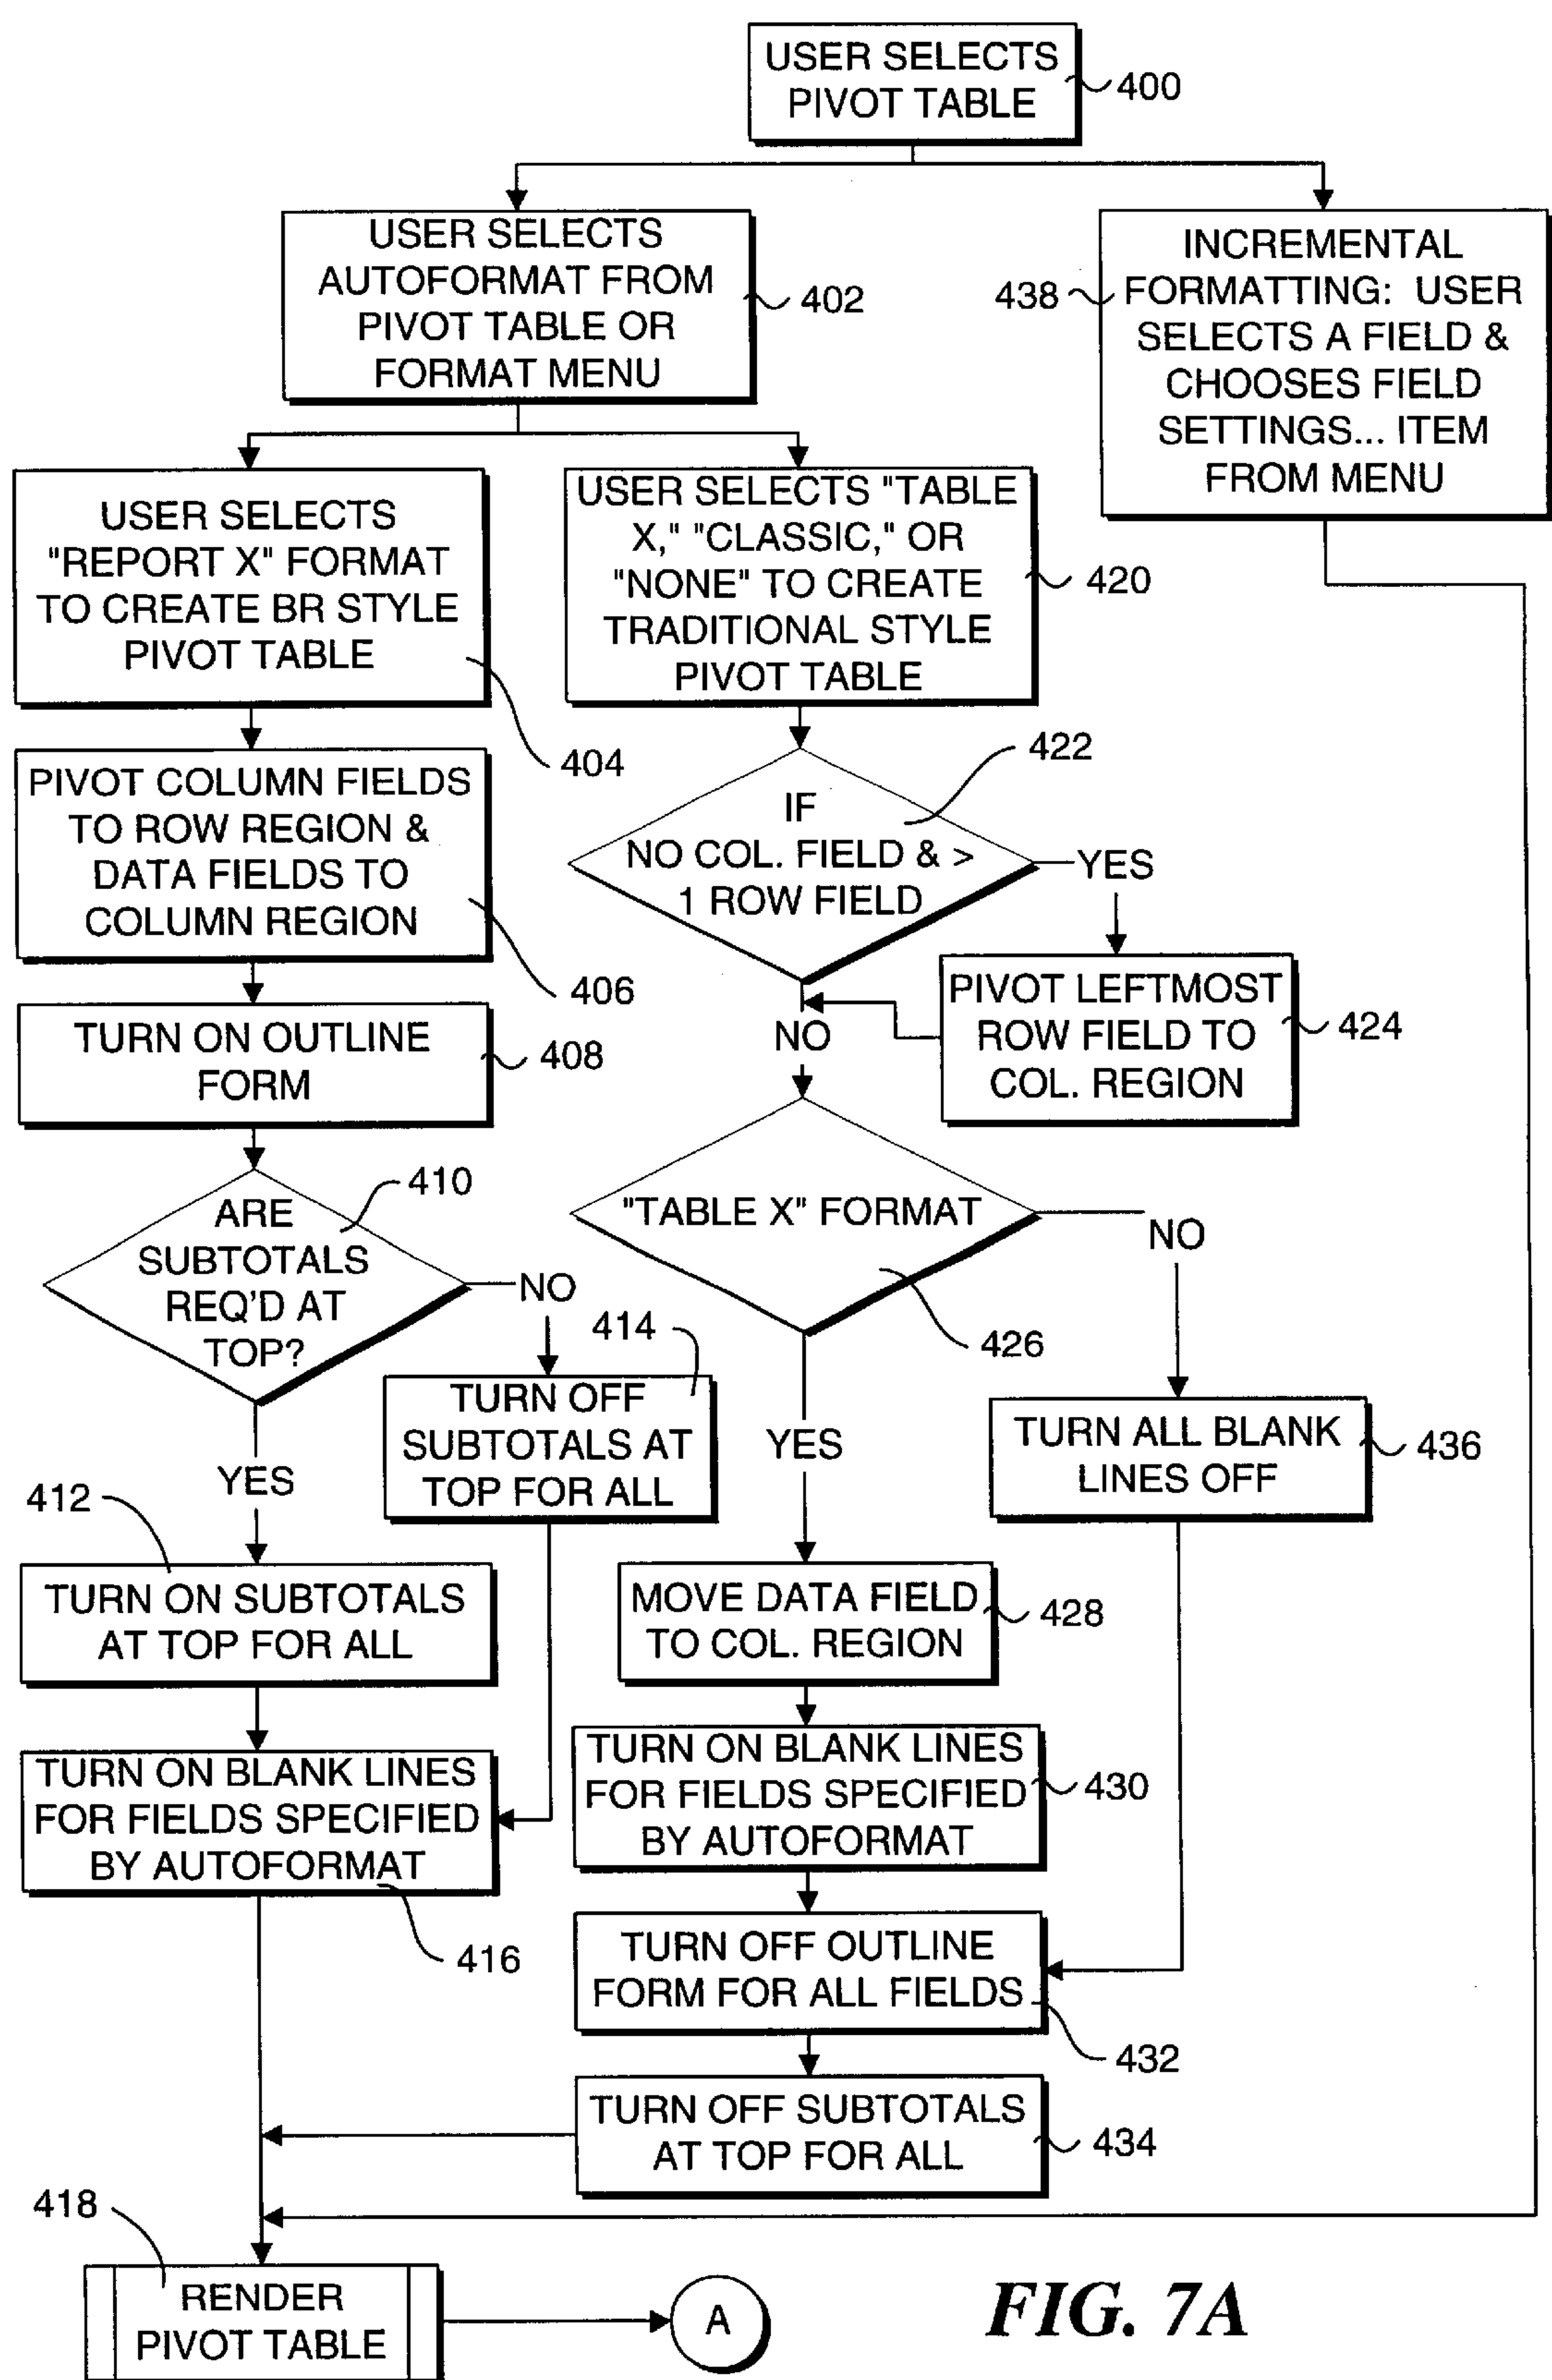 USER SELECTS
PIVOT TABLE
400
USER SELECTS
AUTOFORMAT FROM
PIVOT TABLE OR
FORMAT MENU
402
438
INCREMENTAL
FORMATTING: USER
SELECTS A FIELD &
CHOOSES FIELD
SETTINGS... ITEM
FROM MENU
USER SELECTS
"REPORT X" FORMAT
TO CREATE BR STYLE
PIVOT TABLE
404
USER SELECTS "TABLE
X," "CLASSIC," OR
"NONE" TO CREATE
TRADITIONAL STYLE
PIVOT TABLE
420
PIVOT COLUMN FIELDS
TO ROW REGION &
DATA FIELDS TO
COLUMN REGION
406
422
IF
NO COL. FIELD & >
1 ROW FIELD
YES
NO
PIVOT LEFTMOST
ROW FIELD TO
COL. REGION
424
TURN ON OUTLINE
FORM
408
410
ARE
SUBTOTALS
REQ'D AT
TOP?
NO
YES
414
TURN OFF
SUBTOTALS AT
TOP FOR ALL
"TABLE X" FORMAT
426
NO
YES
TURN ALL BLANK
LINES OFF
436
412
TURN ON SUBTOTALS
AT TOP FOR ALL
MOVE DATA FIELD
TO COL. REGION
428
TURN ON BLANK LINES
FOR FIELDS SPECIFIED
BY AUTOFORMAT
416
TURN ON BLANK LINES
FOR FIELDS SPECIFIED
BY AUTOFORMAT
430
TURN OFF OUTLINE
FORM FOR ALL FIELDS
432
TURN OFF SUBTOTALS
AT TOP FOR ALL
434
418
RENDER
PIVOT TABLE
A
FIG. 7A